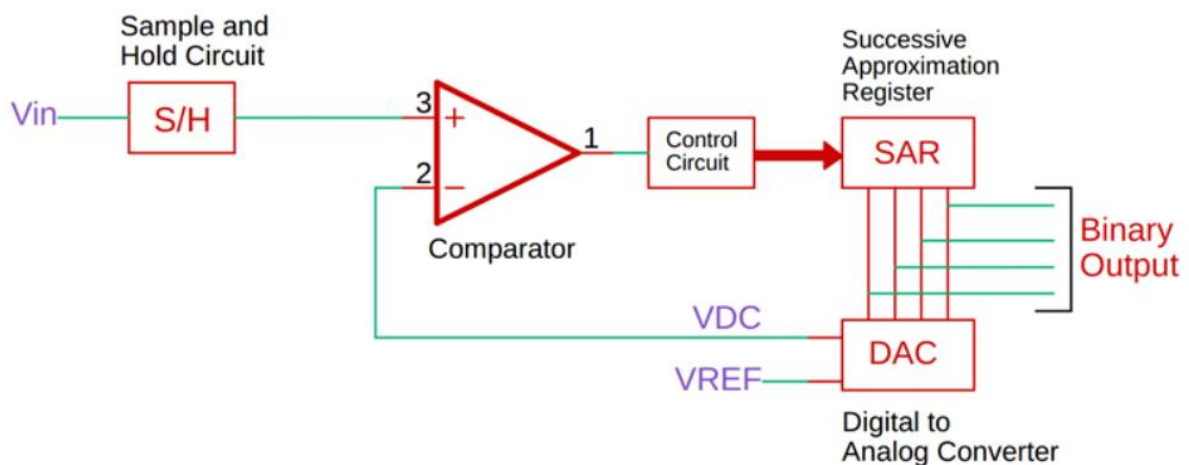 Sample and
Hold Circuit
Vin
S/H
3
+
2
−
1
Comparator
Control
Circuit
Successive
Approximation
Register
SAR
Binary
Output
VDC
VREF
DAC
Digital to
Analog Converter